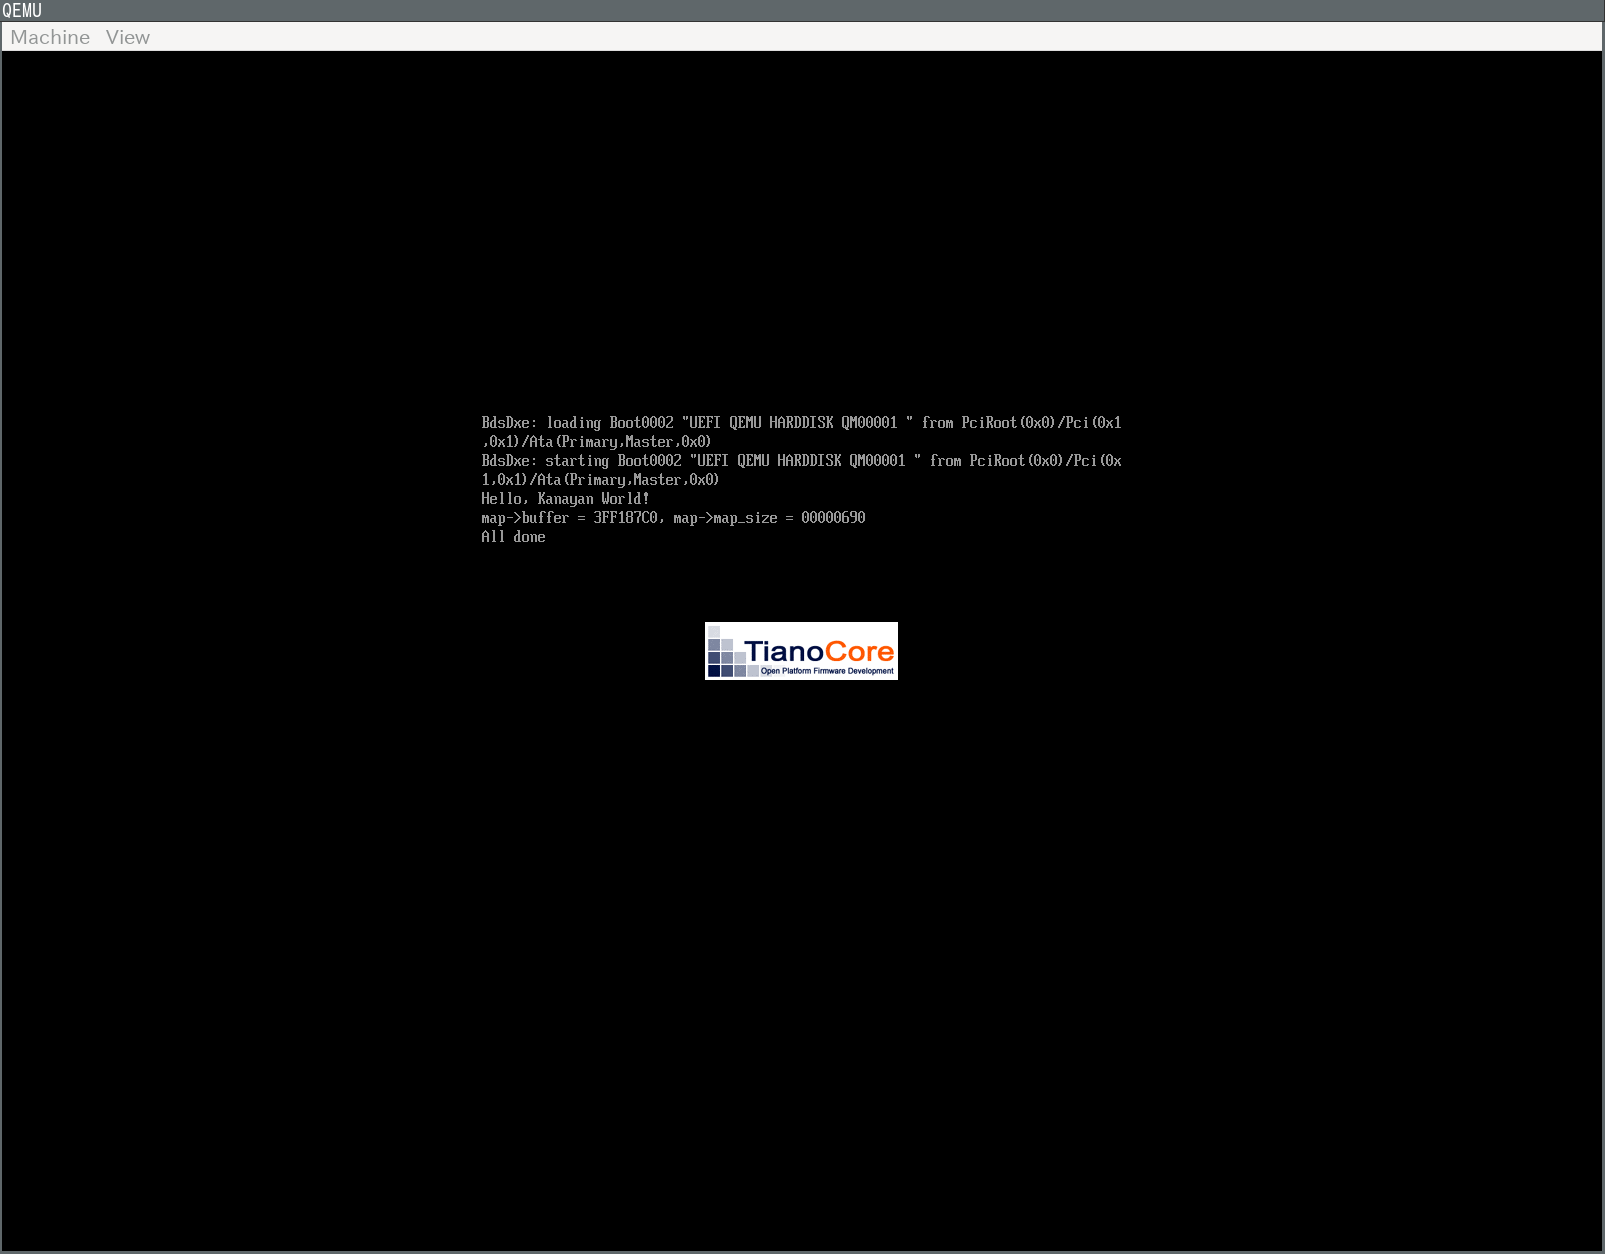 QEMU
Machine View
BdsDxe: loading Boot0002 "UEFI QEMU HARDDISK QM00001 " from PciRoot(0x0)/Pci(0x1
,0x1)/Ata(Primary,Master,0x0)
BdsDxe: starting Boot0002 "UEFI QEMU HARDDISK QM00001 " from PciRoot(0x0)/Pci(0x
1,0x1)/Ata(Primary,Master,0x0)
Hello, Kanayan World!
map->buffer = 3FF187C0, map->map_size = 00000690
All done
TianoCore
Open Platform Firmware Development